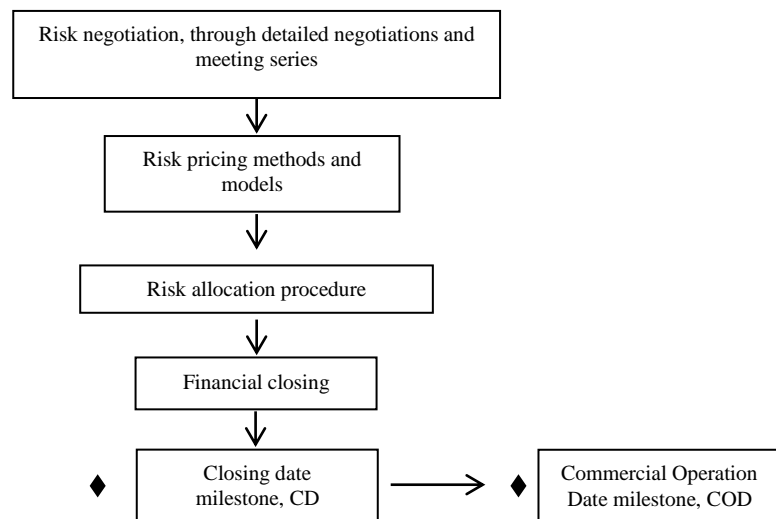 Risk negotiation, through detailed negotiations and
meeting series
Risk pricing methods and
models
Risk allocation procedure
Financial closing
Closing date
milestone, CD
Commercial Operation
Date milestone, COD